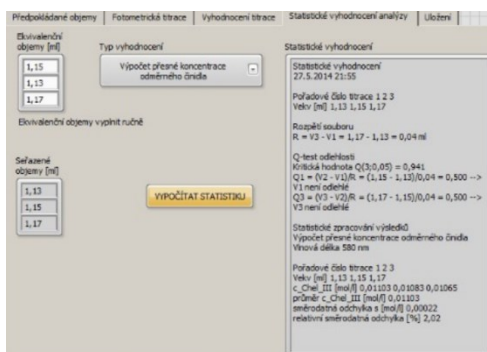 Předpokládané objemy
Fotometrická titrace
Vyhodnocení titrace
Statistické vyhodnocení analýzy
Uložení
Ekvivalenční
objemy [ml]
1,15
1,13
1,17
Ekvivalenční objemy vyplnit ručně
Typ vyhodnocení
Výpočet přesné koncentrace
odměrného činidla
Seřazené
objemy [ml]
1,13
1,15
1,17
VYPOČÍTAT STATISTIKU
Statistické vyhodnocení
Statistické vyhodnocení
27.5.2014 21:55
Pořadové číslo titrace 1 2 3
Vekv [ml] 1,13 1,15 1,17
Rozpětí souboru
R = V3 - V1 = 1,17 - 1,13 = 0,04 ml
Q-test odlehlosti
Kritická hodnota Q(3;0,05) = 0,941
Q1 = (V2 - V1)/R = (1,15 - 1,13)/0,04 = 0,500 -->
V1 není odlehlé
Q3 = (V3 - V2)/R = (1,17 - 1,15)/0,04 = 0,500 -->
V3 není odlehlé
Statistické zpracování výsledků
Výpočet přesné koncentrace odměrného činidla
Vlnová délka 580 nm
Pořadové číslo titrace 1 2 3
Vekv [ml] 1,13 1,15 1,17
c_Chel_III [mol/l] 0,01103 0,01083 0,01065
průměr c_Chel_III [mol/l] 0,01103
směrodatná odchylka s [mol/l] 0,00022
relativní směrodatná odchylka [%] 2,02